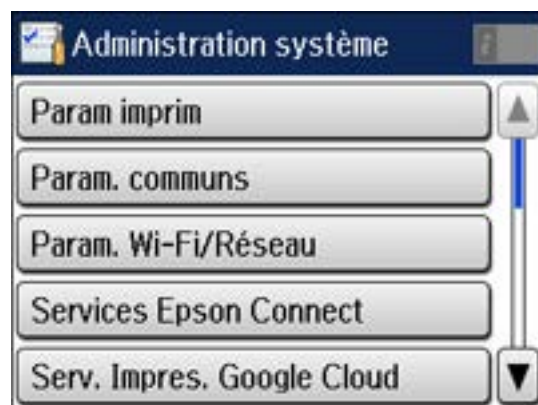 Administration système
Param imprim
Param. communs
Param. Wi-Fi/Réseau
Services Epson Connect
Serv. Impres. Google Cloud